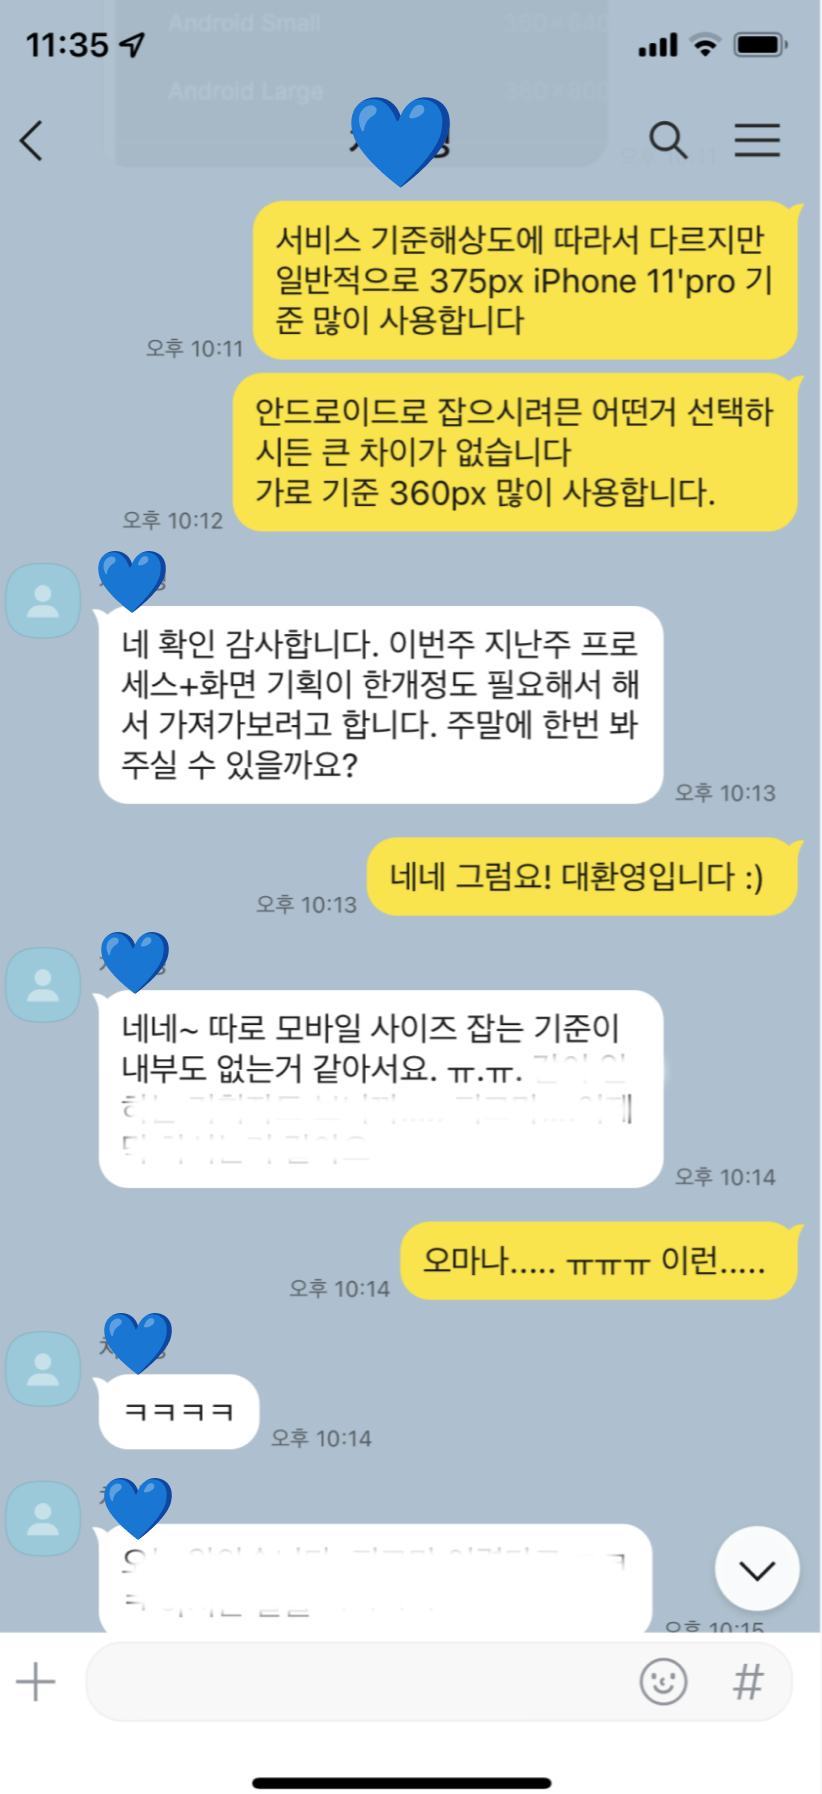 11:35
Android Small 360×640
Android Large 360×800
서비스 기준해상도에 따라서 다르지만
일반적으로 375px iPhone 11'pro 기
준 많이 사용합니다
오후 10:11
안드로이드로 잡으시려믄 어떤거 선택하
시든 큰 차이가 없습니다
가로 기준 360px 많이 사용합니다.
오후 10:12
네 확인 감사합니다. 이번주 지난주 프로
세스+화면 기획이 한개정도 필요해서 해
서 가져가보려고 합니다. 주말에 한번 봐
주실 수 있을까요?
오후 10:13
네네 그럼요! 대환영입니다 :)
오후 10:13
네네~ 따로 모바일 사이즈 잡는 기준이
내부도 없는거 같아서요. ㅠ.ㅠ.
오후 10:14
오마나..... ㅠㅠㅠ 이런.....
오후 10:14
ㅋㅋㅋㅋ
오후 10:14
오후 10:15
#